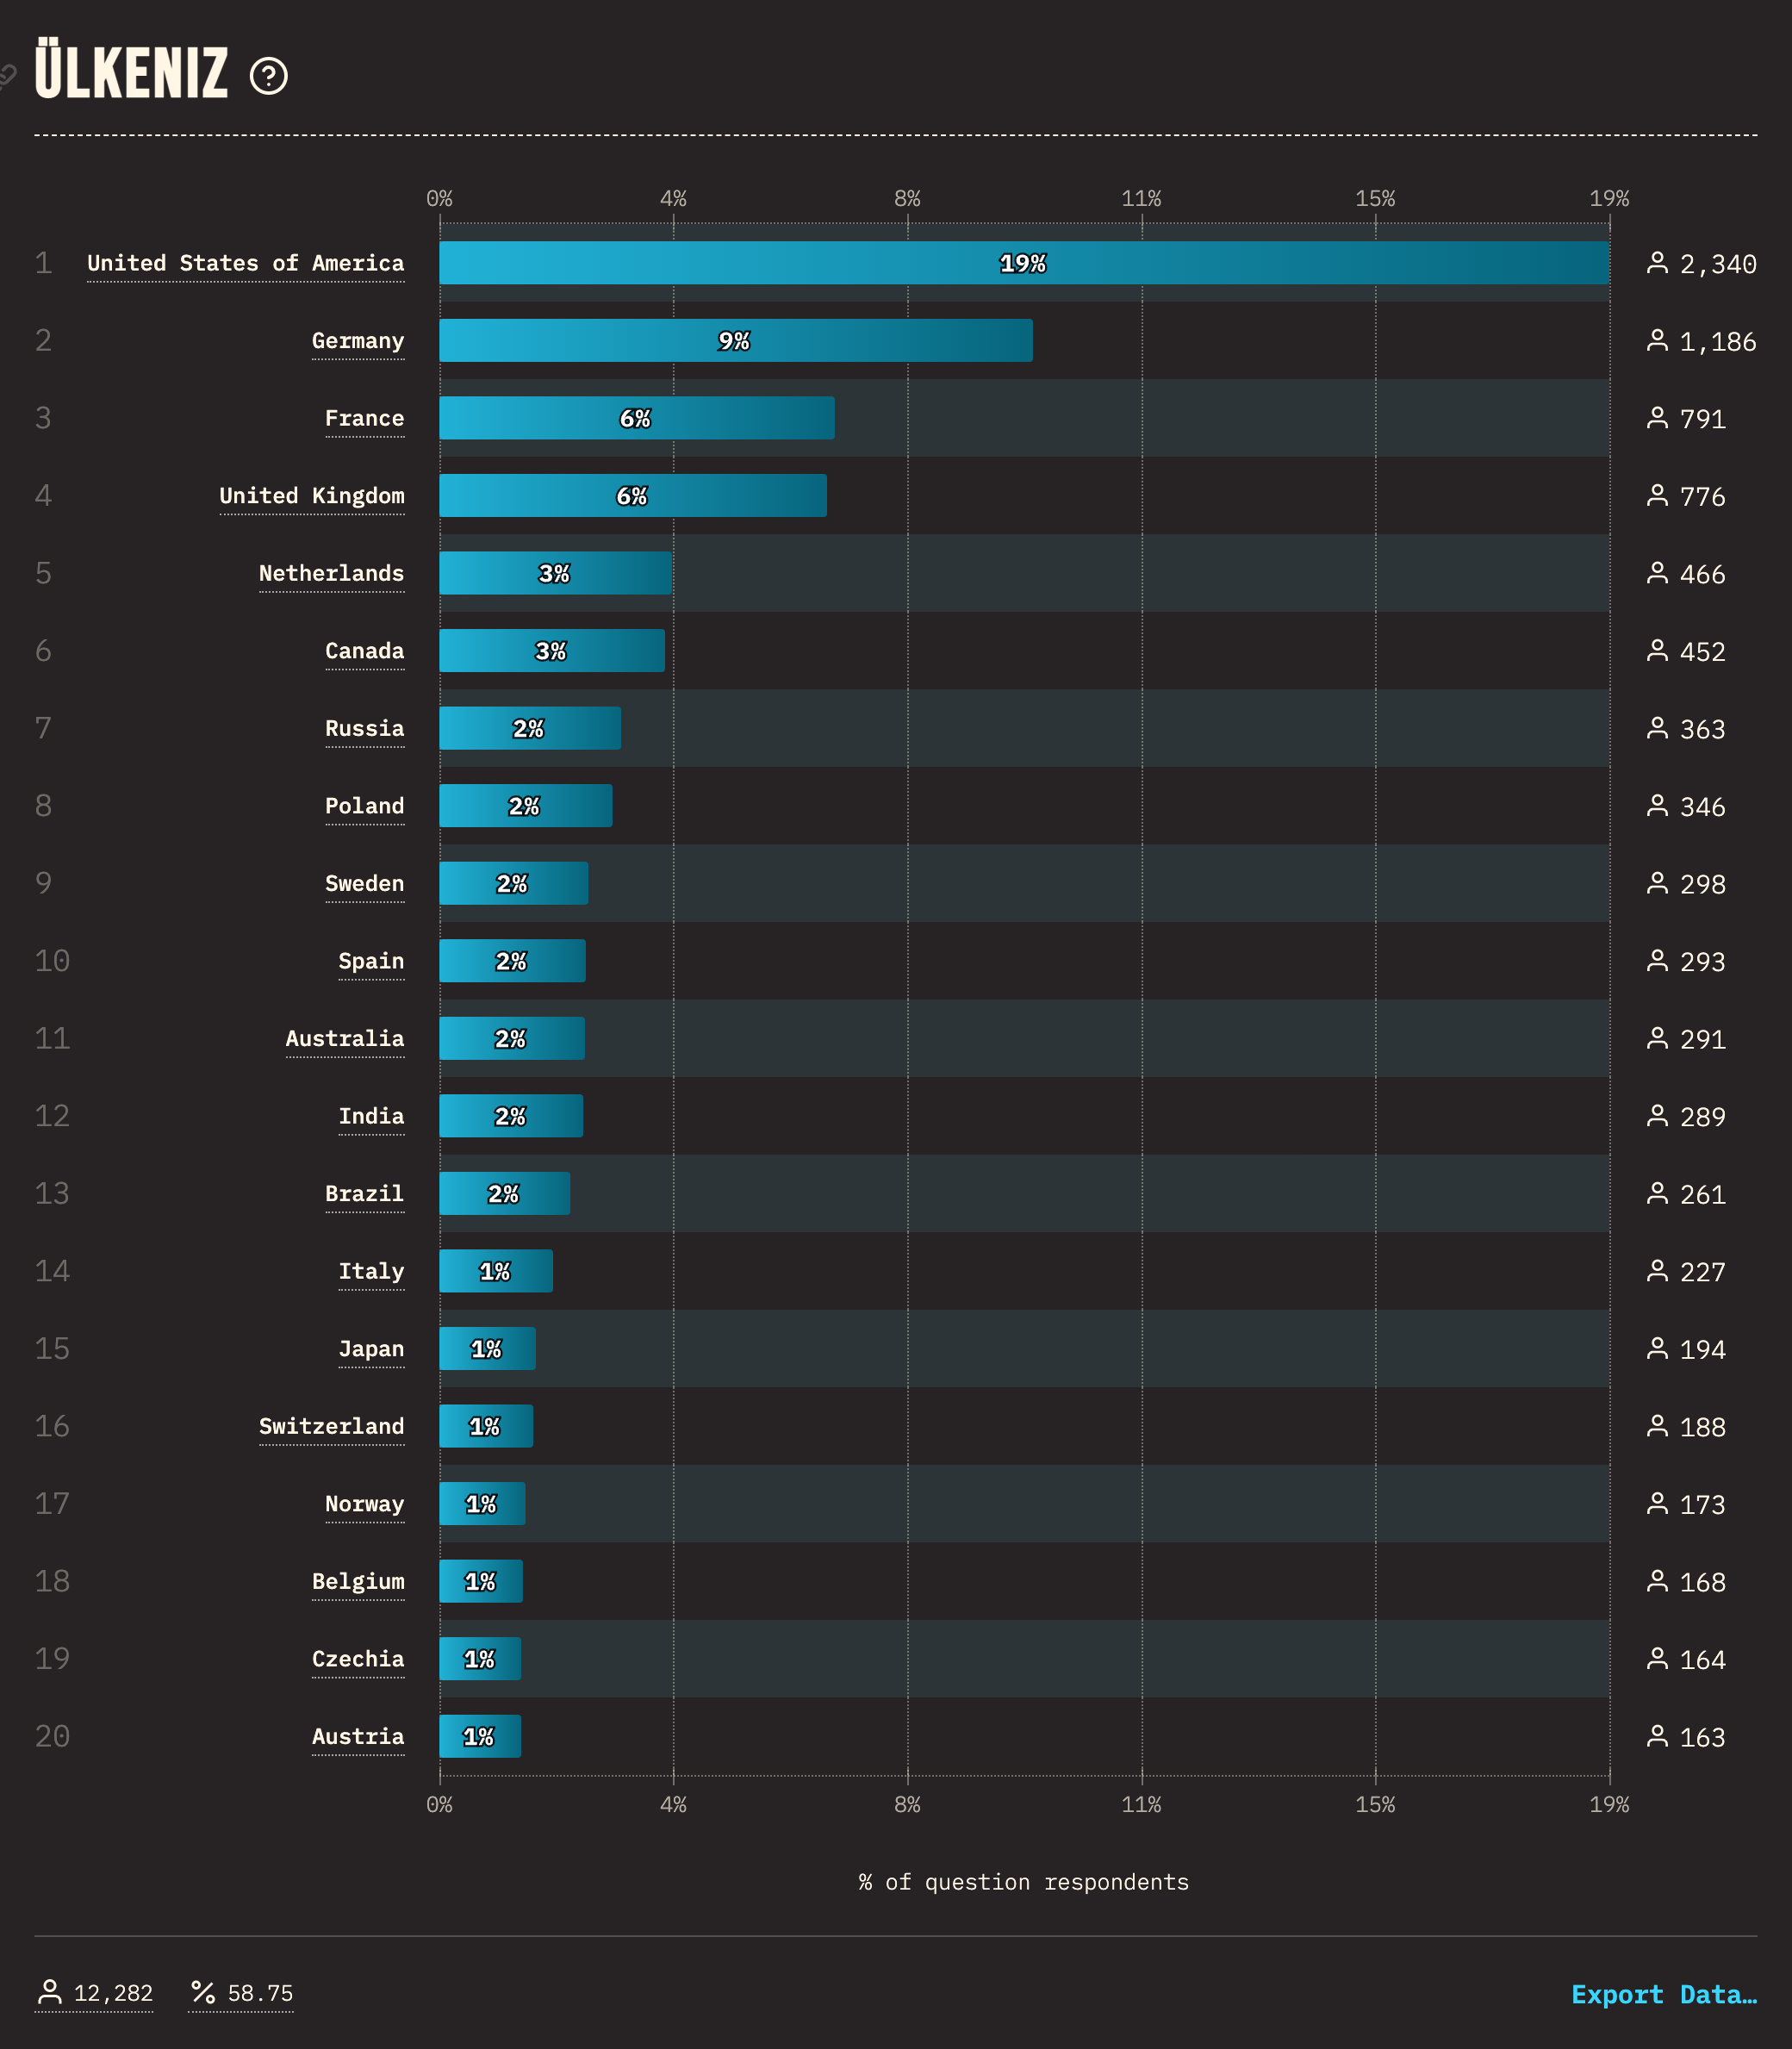 ÜLKENIZ
0% 4% 8% 11% 15% 19%
1 United States of America 19% 2,340
2 Germany 9% 1,186
3 France 6% 791
4 United Kingdom 6% 776
5 Netherlands 3% 466
6 Canada 3% 452
7 Russia 2% 363
8 Poland 2% 346
9 Sweden 2% 298
10 Spain 2% 293
11 Australia 2% 291
12 India 2% 289
13 Brazil 2% 261
14 Italy 1% 227
15 Japan 1% 194
16 Switzerland 1% 188
17 Norway 1% 173
18 Belgium 1% 168
19 Czechia 1% 164
20 Austria 1% 163
0% 4% 8% 11% 15% 19%
% of question respondents
12,282 % 58.75 Export Data…